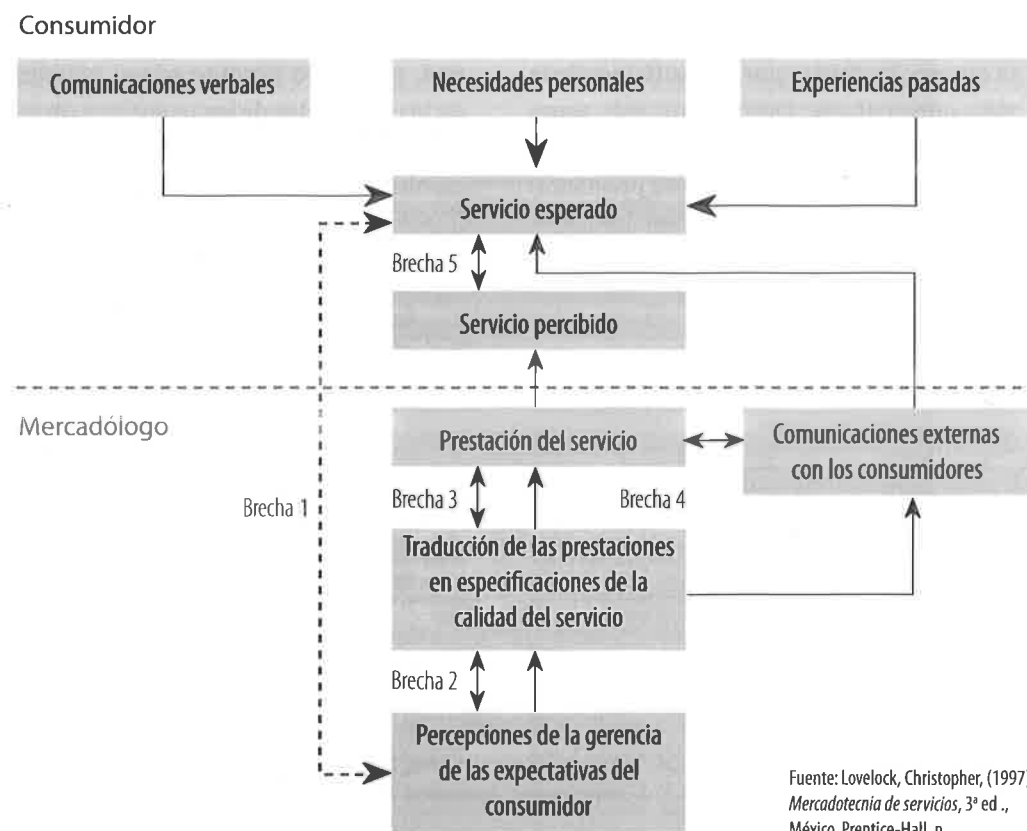 Consumidor
Comunicaciones verbales
Necesidades personales
Experiencias pasadas
Servicio esperado
Brecha 5
Servicio percibido
Mercadólogo
Prestación del servicio
Comunicaciones externas
con los consumidores
Brecha 1
Brecha 3
Brecha 4
Traducción de las prestaciones
en especificaciones de la
calidad del servicio
Brecha 2
Percepciones de la gerencia
de las expectativas del
consumidor
Fuente: Lovelock, Christopher, (1997)
Mercadotecnia de servicios, 3ª ed .,
México, Prentice-Hall, p